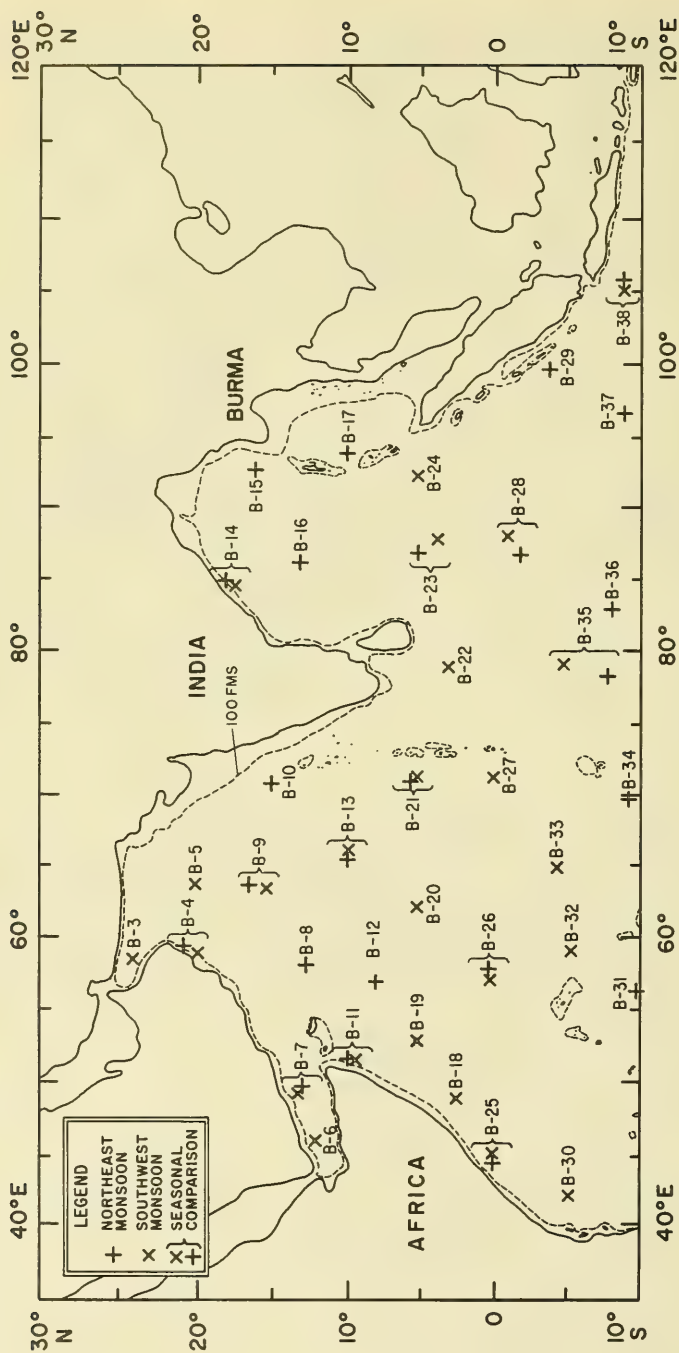 30°
N
20°
10°
0
10°
S
120°E
100°
80°
60°
40°E
LEGEND
+ NORTHEAST MONSOON
× SOUTHWEST MONSOON
×} + SEASONAL COMPARISON
BURMA
INDIA
AFRICA
100 FMS
B-3
B-4
B-5
B-6
B-7
B-8
B-9
B-10
B-11
B-12
B-13
B-14
B-15
B-16
B-17
B-18
B-19
B-20
B-21
B-22
B-23
B-24
B-25
B-26
B-27
B-28
B-29
B-30
B-31
B-32
B-33
B-34
B-35
B-36
B-37
B-38
30°
N
20°
10°
0
10°
S
120°E
100°
80°
60°
40°E